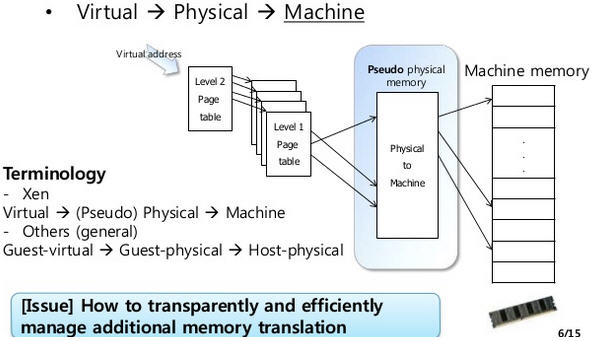 • Virtual → Physical → Machine
Virtual address
Level 2
Page
table
Level 1
Page
table
Pseudo physical
memory
Physical
to
Machine
Machine memory
.
.
.
Terminology
- Xen
Virtual → (Pseudo) Physical → Machine
- Others (general)
Guest-virtual → Guest-physical → Host-physical
[Issue] How to transparently and efficiently
manage additional memory translation
6/15